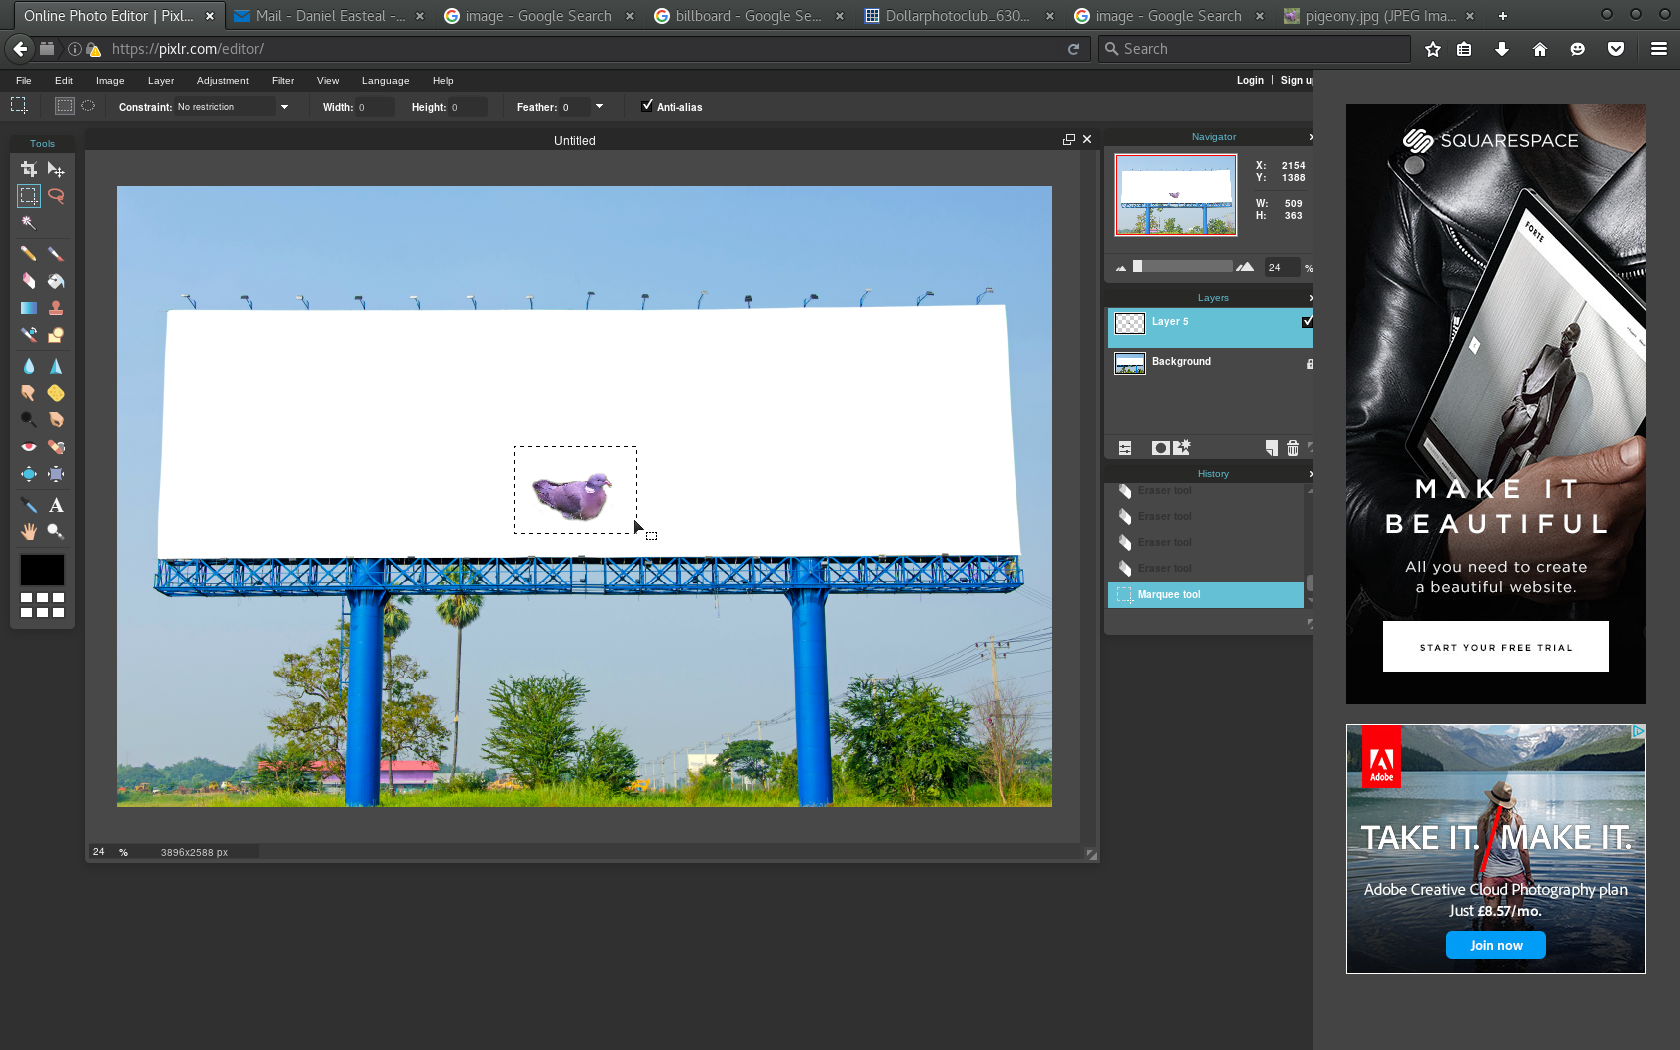 Online Photo Editor | Pixl...
Mail - Daniel Easteal -...
image - Google Search
billboard - Google Se...
Dollarphotoclub_630...
image - Google Search
pigeony.jpg (JPEG Ima...
https://pixlr.com/editor/
Search
File Edit Image Layer Adjustment Filter View Language Help
Login | Sign u
Constraint: No restriction Width: 0 Height: 0 Feather: 0 Anti-alias
Tools
Untitled
Navigator
X: 2154
Y: 1388
W: 509
H: 363
24 %
Layers
Layer 5
Background
History
Eraser tool
Eraser tool
Eraser tool
Eraser tool
Marquee tool
A
24 % 3896x2588 px
SQUARESPACE
FORTE
MAKE IT
BEAUTIFUL
All you need to create
a beautiful website.
START YOUR FREE TRIAL
Adobe
TAKE IT. MAKE IT.
Adobe Creative Cloud Photography plan
Just £8.57/mo.
Join now